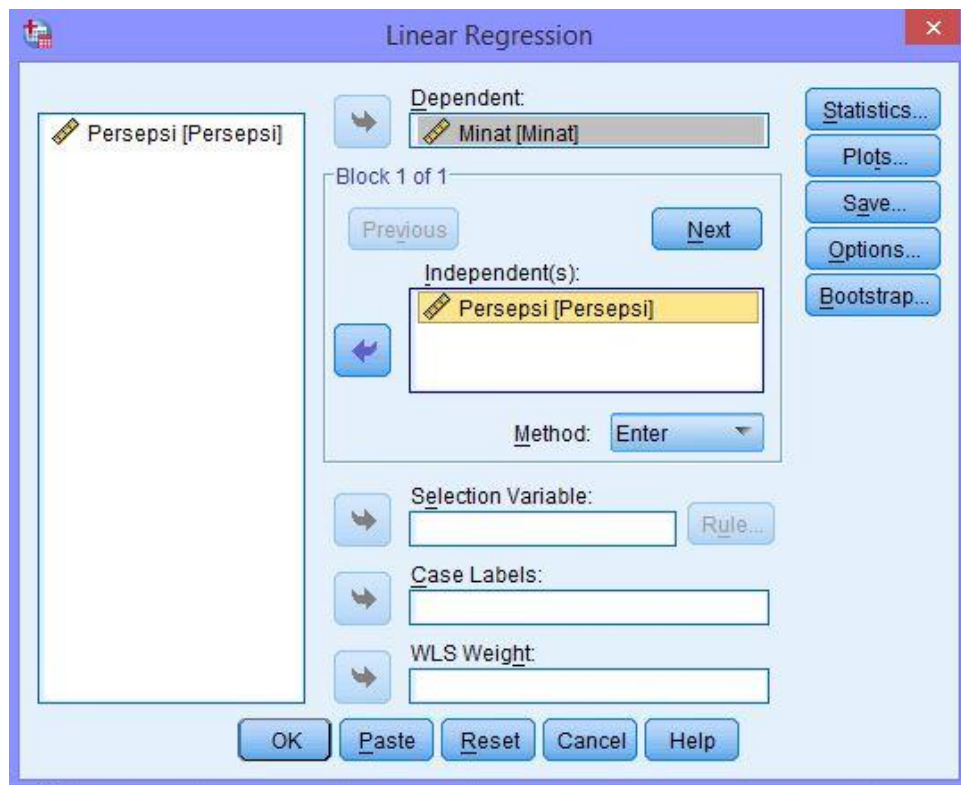 Linear Regression
Persepsi [Persepsi]
Dependent:
Minat [Minat]
Block 1 of 1
Previous
Next
Independent(s):
Persepsi [Persepsi]
Method: Enter
Selection Variable:
Rule...
Case Labels:
WLS Weight:
Statistics...
Plots...
Save...
Options...
Bootstrap...
OK Paste Reset Cancel Help